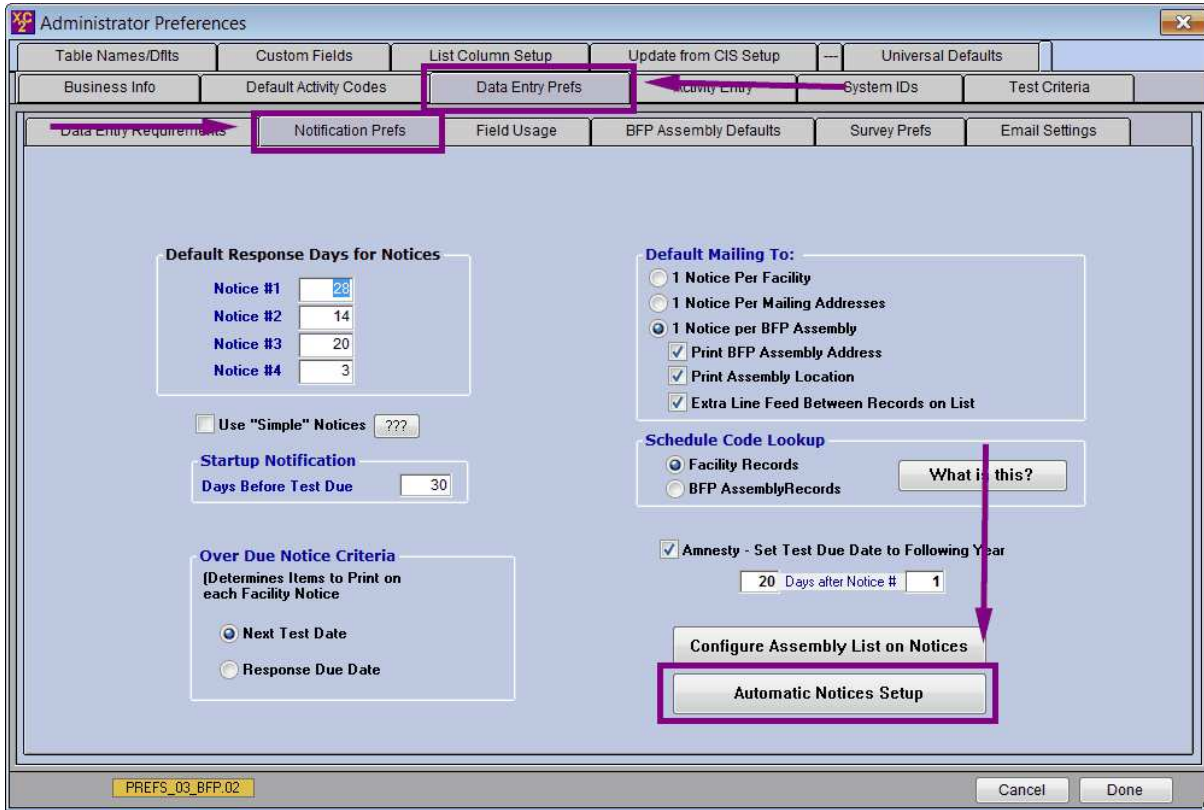 XC2 Administrator Preferences
Table Names/Dflts Custom Fields List Column Setup Update from CIS Setup --- Universal Defaults
Business Info Default Activity Codes Data Entry Prefs Activity Entry System IDs Test Criteria
Data Entry Requirements Notification Prefs Field Usage BFP Assembly Defaults Survey Prefs Email Settings
Default Response Days for Notices
Notice #1 28
Notice #2 14
Notice #3 20
Notice #4 3
Use "Simple" Notices ???
Startup Notification
Days Before Test Due 30
Over Due Notice Criteria
(Determines Items to Print on
each Facility Notice
Next Test Date
Response Due Date
Default Mailing To:
1 Notice Per Facility
1 Notice Per Mailing Addresses
1 Notice per BFP Assembly
Print BFP Assembly Address
Print Assembly Location
Extra Line Feed Between Records on List
Schedule Code Lookup
Facility Records
BFP AssemblyRecords
What is this?
Amnesty - Set Test Due Date to Following Year
20 Days after Notice # 1
Configure Assembly List on Notices
Automatic Notices Setup
PREFS_03_BFP.02
Cancel Done